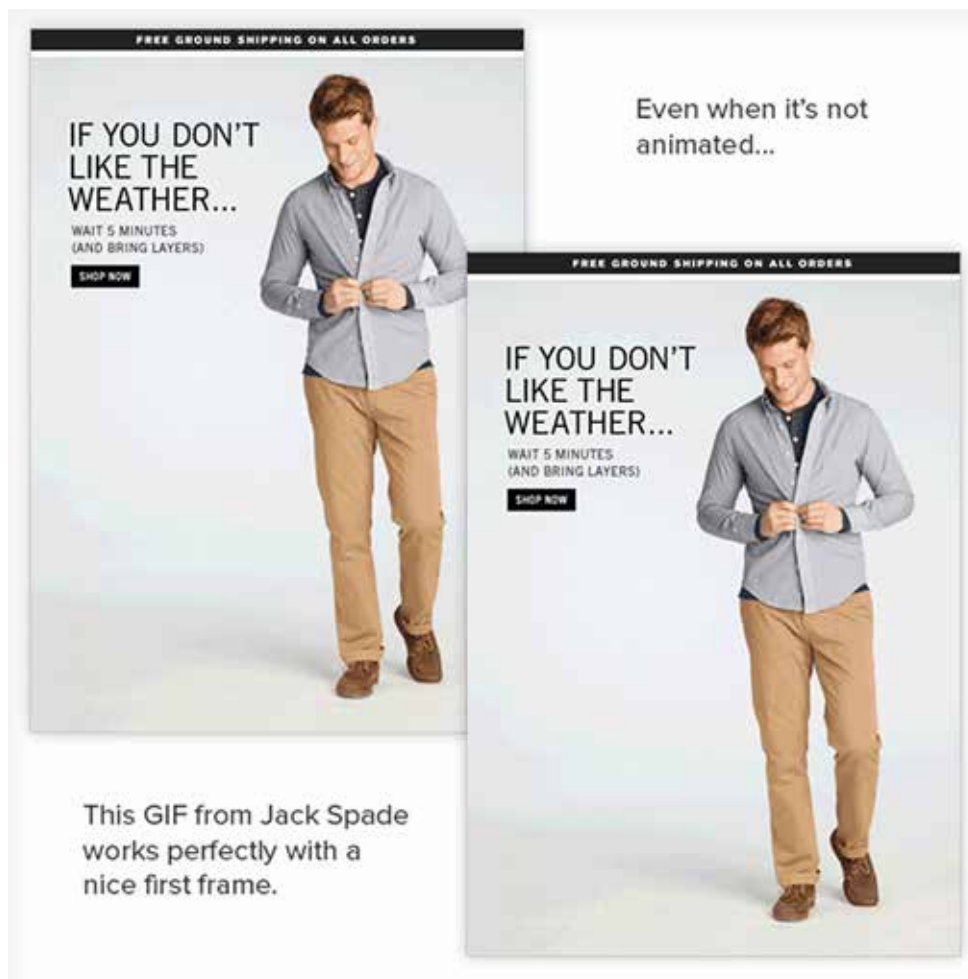 FREE GROUND SHIPPING ON ALL ORDERS
IF YOU DON'T
LIKE THE
WEATHER...
WAIT 5 MINUTES
(AND BRING LAYERS)
SHOP NOW
Even when it's not
animated...
FREE GROUND SHIPPING ON ALL ORDERS
IF YOU DON'T
LIKE THE
WEATHER...
WAIT 5 MINUTES
(AND BRING LAYERS)
SHOP NOW
This GIF from Jack Spade
works perfectly with a
nice first frame.